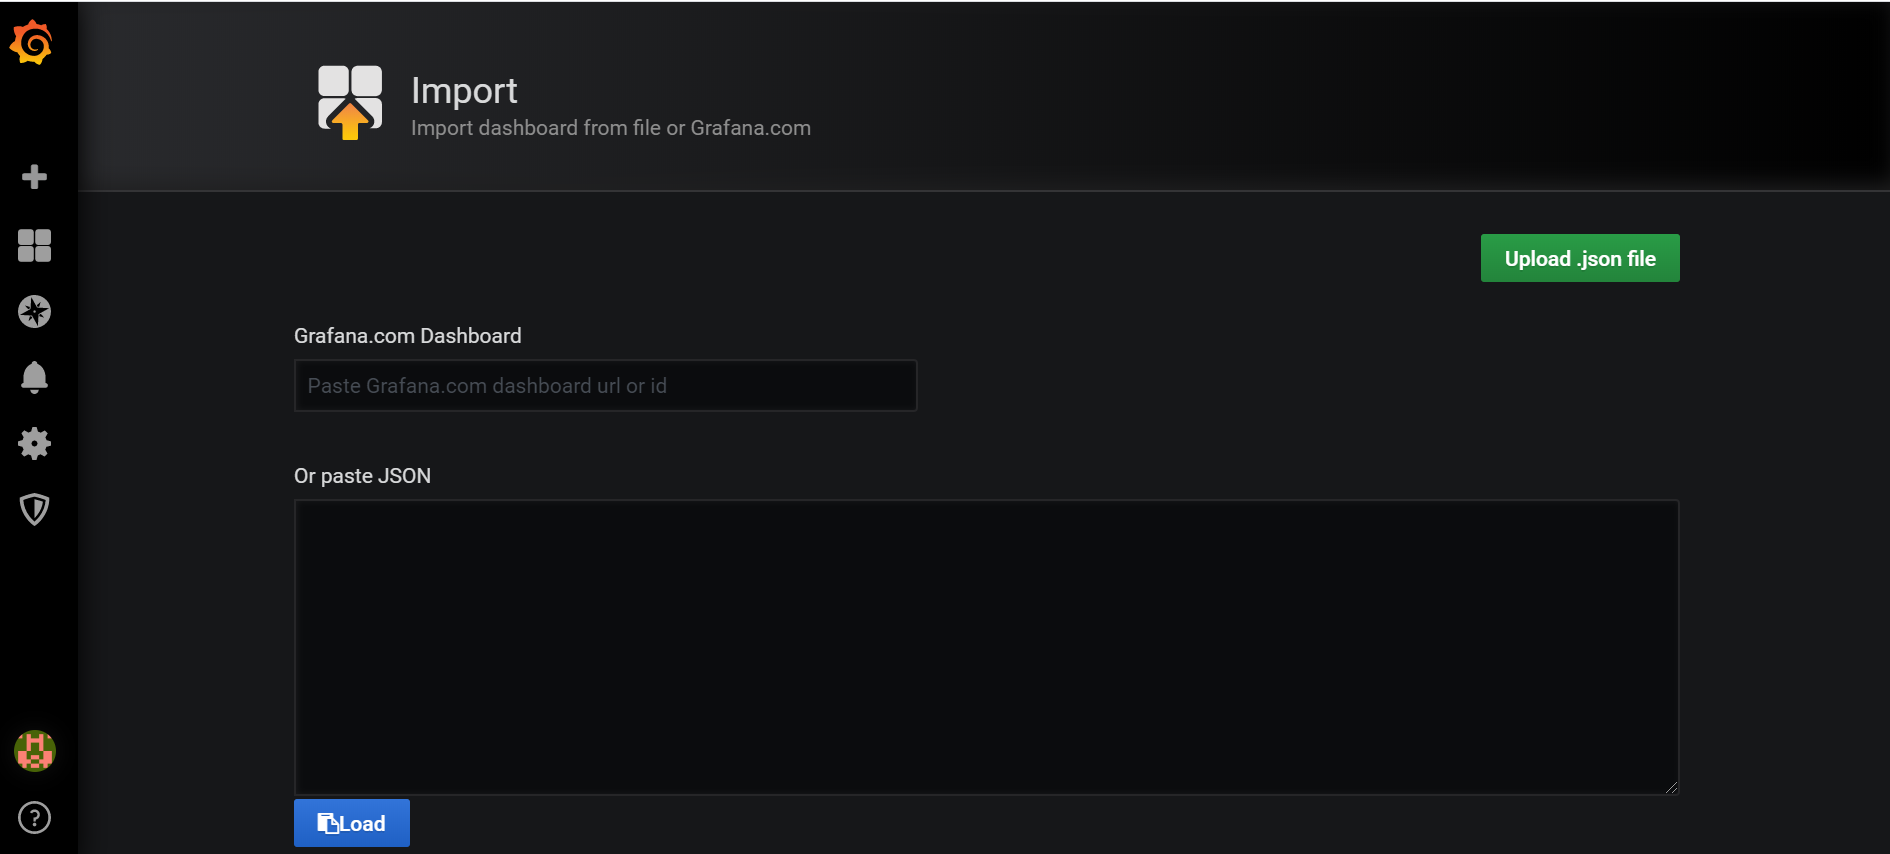 Import
Import dashboard from file or Grafana.com
Upload .json file
Grafana.com Dashboard
Paste Grafana.com dashboard url or id
Or paste JSON
Load
?